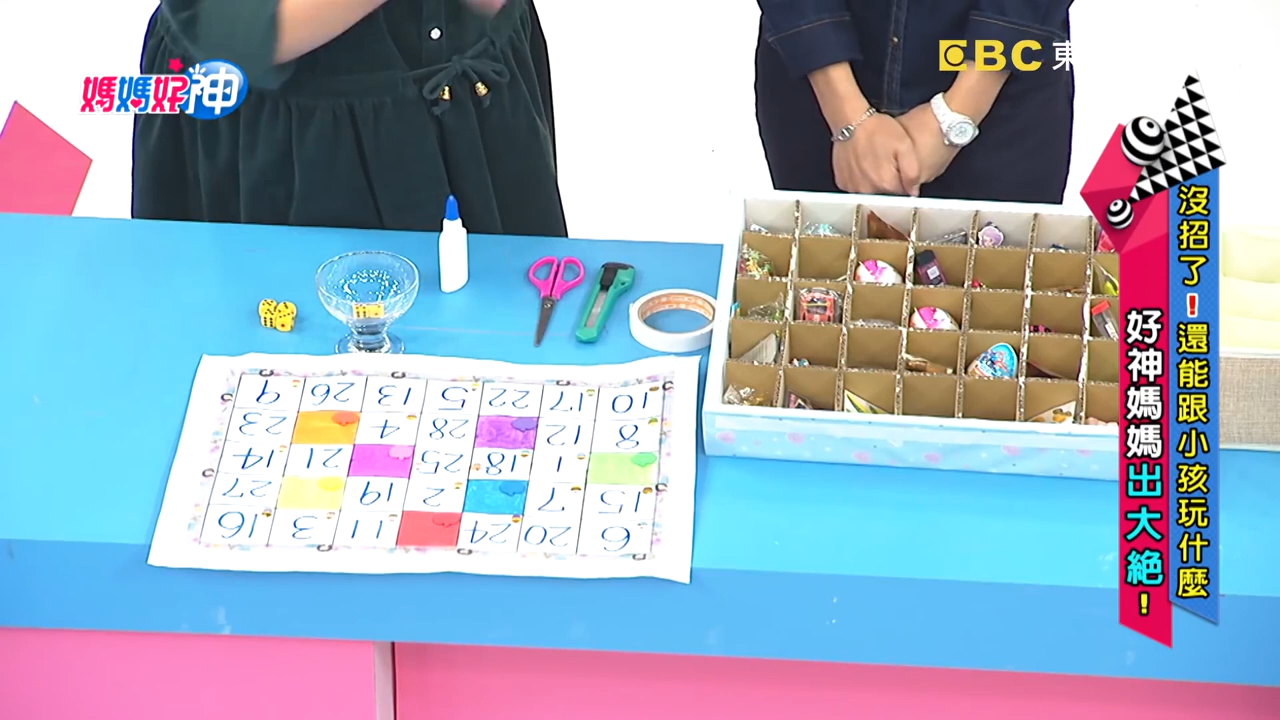 媽媽好神
EBC 東
沒招了！還能跟小孩玩什麼
好神媽媽出大絕！
6 20 24 11 3 16
15 7 2 19 27
1 18 25 21 14
8 12 28 4 23
10 17 22 5 13 26 9